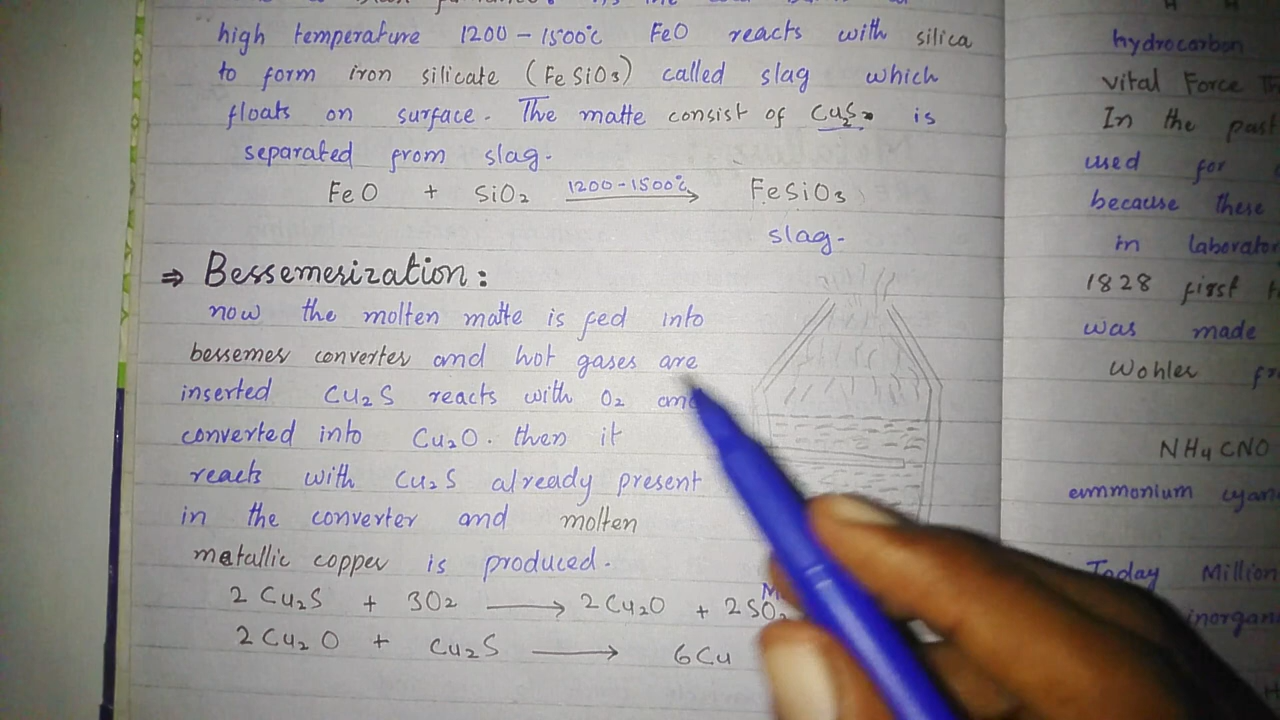 high temperature 1200-1500°C FeO reacts with silica
to form iron silicate (FeSiO3) called slag which
floats on surface. The matte consist of Cu2S is
separated from slag.
FeO + SiO2 1200-1500°C → FeSiO3
slag-
⇒ Bessemerization:
now the molten matte is fed into
bessemes converter and hot gases are
inserted Cu2S reacts with O2 and
converted into Cu2O. then it
reacts with Cu2S already present
in the converter and molten
metallic copper is produced.
2 Cu2S + 3O2 → 2Cu2O + 2SO2
2Cu2O + Cu2S → 6Cu
hydrocarbon
vital Force
In the past
used for
because these
in
1828 first
was made
Wohler
NH4CNO
emmonium
Today Million